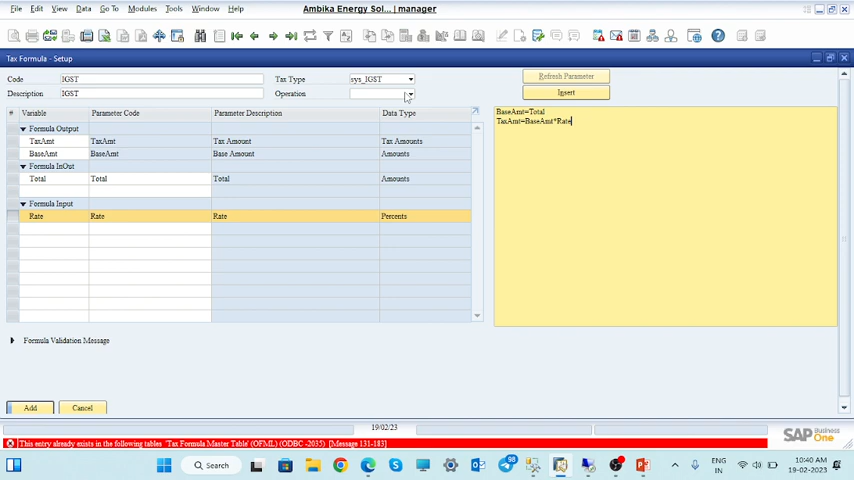 File Edit View Data Go To Modules Tools Window Help
Ambika Energy Sol... | manager
Tax Formula - Setup
Code IGST Tax Type sys_IGST Refresh Parameter
Description IGST Operation Insert
# Variable Parameter Code Parameter Description Data Type
BaseAmt=Total
TaxAmt=BaseAmt*Rate
Formula Output
TaxAmt TaxAmt Tax Amount Tax Amounts
BaseAmt BaseAmt Base Amount Amounts
Formula InOut
Total Total Total Amounts
Formula Input
Rate Rate Rate Percents
Formula Validation Message
Add Cancel
19/02/23
SAP Business One
This entry already exists in the following tables 'Tax Formula Master Table' (OFML) (ODBC -2035) [Message 131-183]
Search 98 ENG IN 10:40 AM 19-02-2023